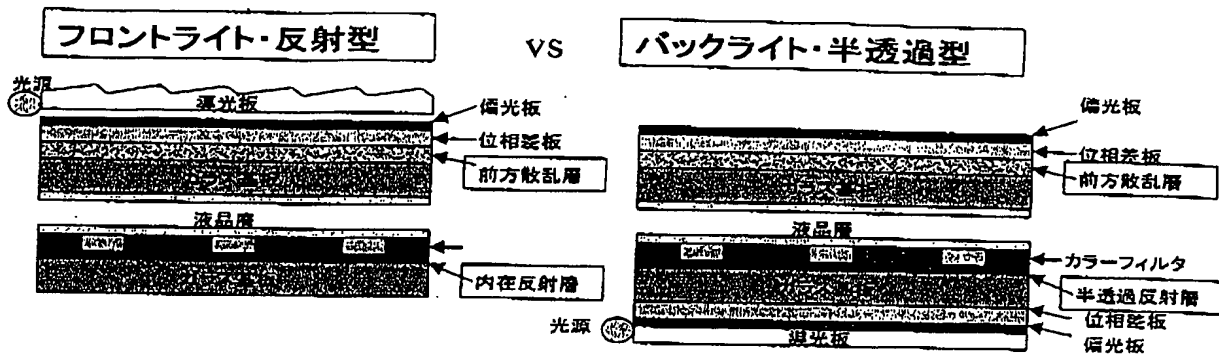 フロントライト・反射型
VS
バックライト・半透過型
光源
導光板
偏光板
位相差板
前方散乱層
液晶層
内在反射層
偏光板
位相差板
前方散乱層
液晶層
カラーフィルタ
半透過反射層
位相差板
偏光板
光源
導光板